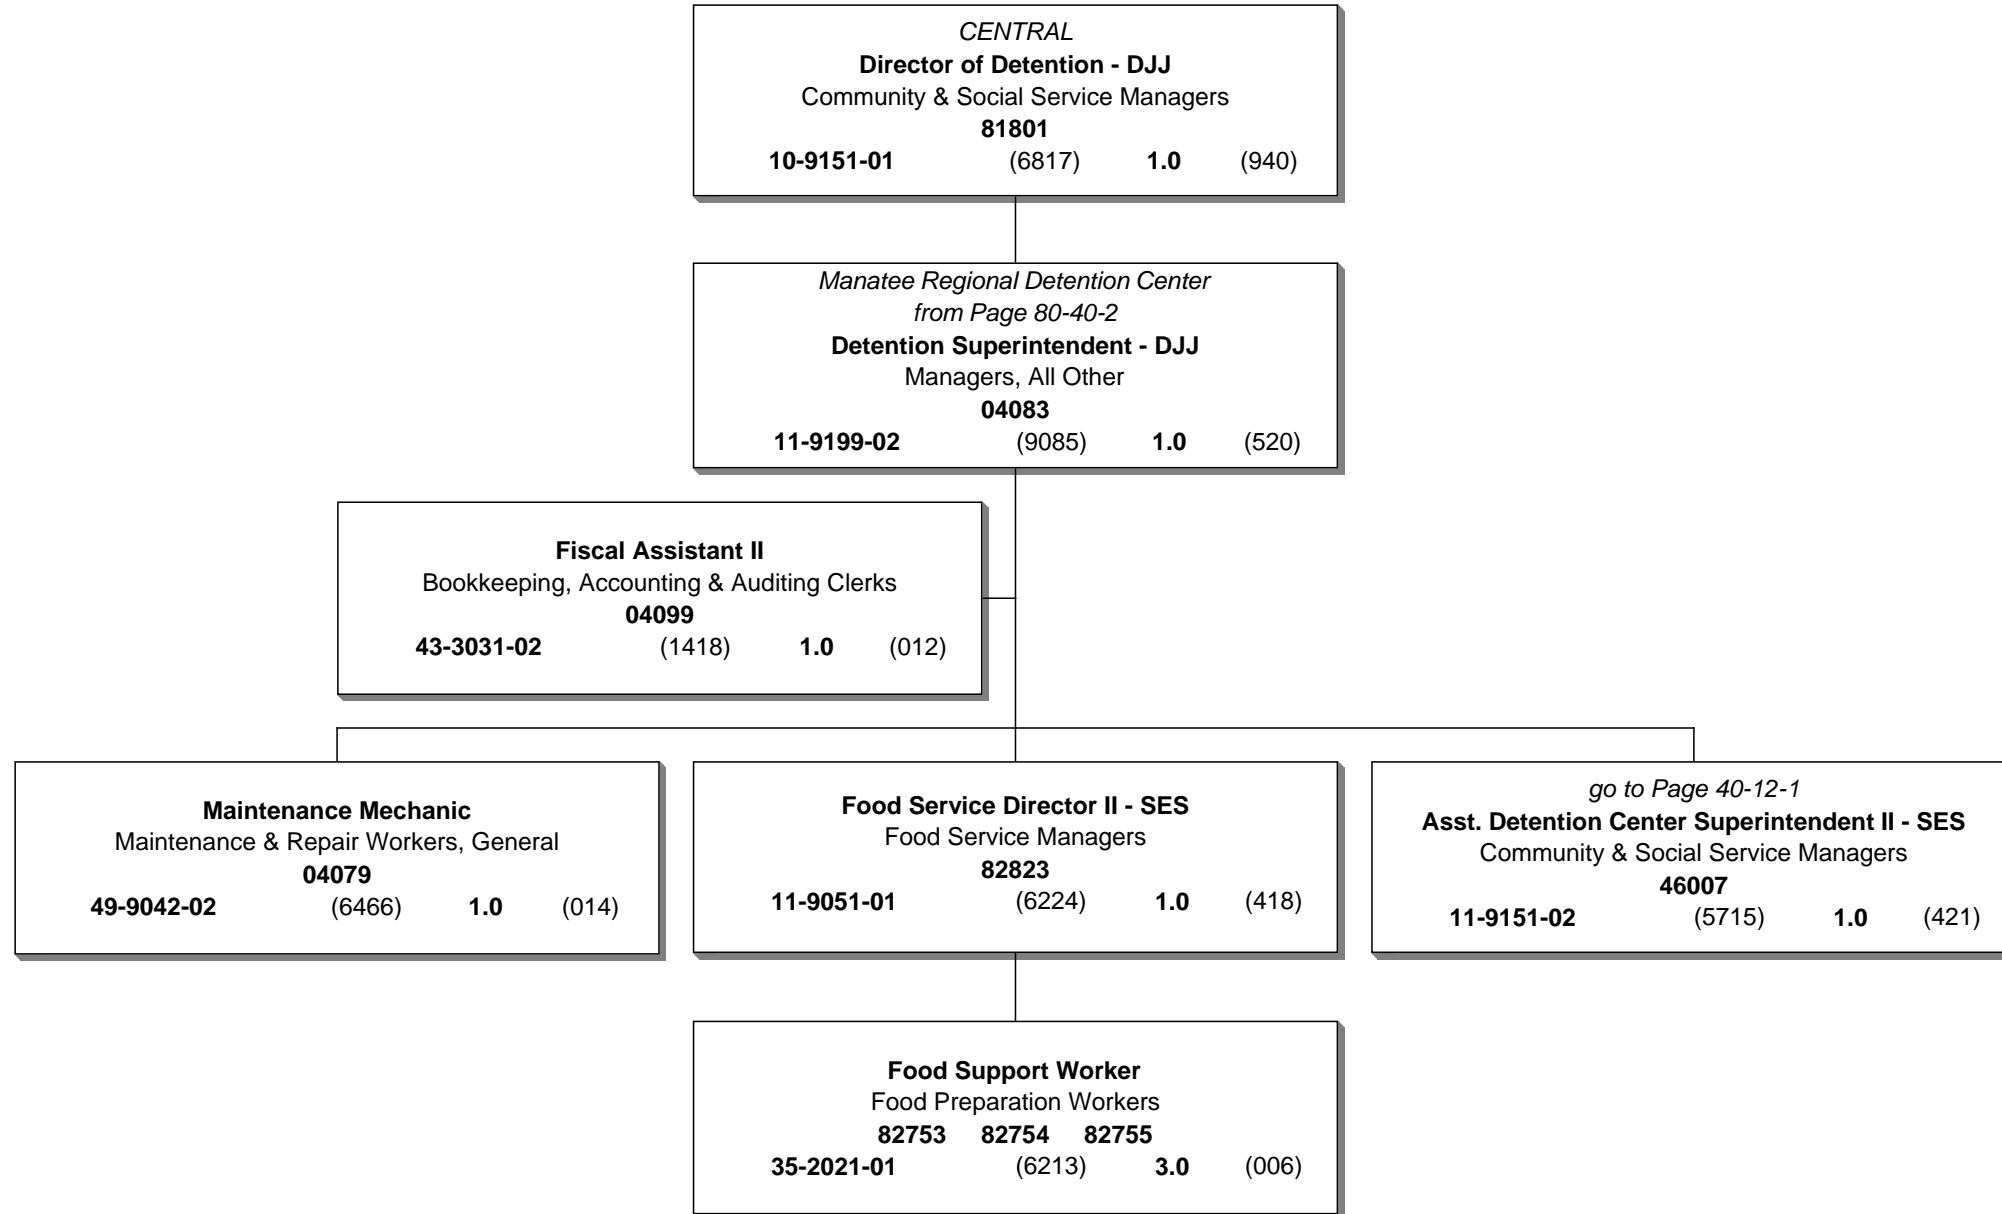 CENTRAL
Director of Detention - DJJ
Community & Social Service Managers
81801
10-9151-01 (6817) 1.0 (940)
Manatee Regional Detention Center
from Page 80-40-2
Detention Superintendent - DJJ
Managers, All Other
04083
11-9199-02 (9085) 1.0 (520)
Fiscal Assistant II
Bookkeeping, Accounting & Auditing Clerks
04099
43-3031-02 (1418) 1.0 (012)
Maintenance Mechanic
Maintenance & Repair Workers, General
04079
49-9042-02 (6466) 1.0 (014)
Food Service Director II - SES
Food Service Managers
82823
11-9051-01 (6224) 1.0 (418)
go to Page 40-12-1
Asst. Detention Center Superintendent II - SES
Community & Social Service Managers
46007
11-9151-02 (5715) 1.0 (421)
Food Support Worker
Food Preparation Workers
82753 82754 82755
35-2021-01 (6213) 3.0 (006)